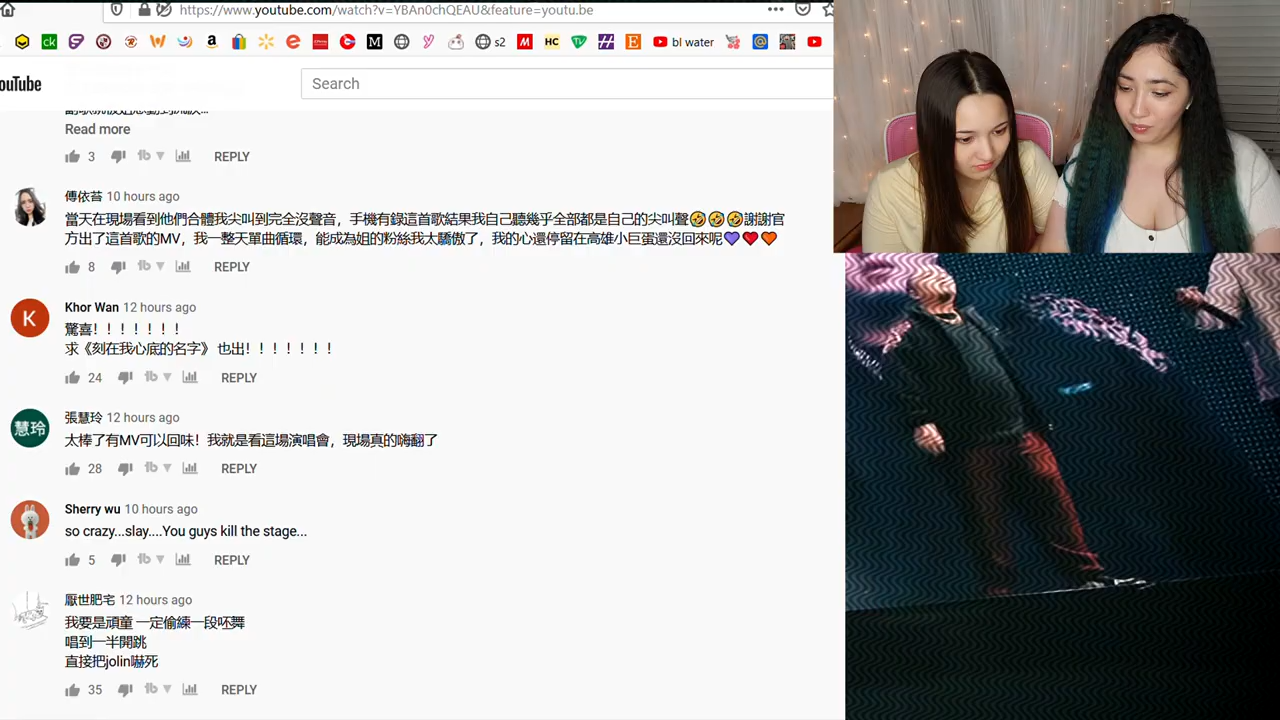 https://www.youtube.com/watch?v=YBAn0chQEAU&feature=youtu.be
s2
bl water
ouTube
Search
Read more
3
REPLY
傅依苔 10 hours ago
當天在現場看到他們合體我尖叫到完全沒聲音，手機有錄這首歌結果我自己聽幾乎全部都是自己的尖叫聲🤣🤣🤣謝謝官
方出了這首歌的MV，我一整天單曲循環，能成為姐的粉絲我太驕傲了，我的心還停留在高雄小巨蛋還沒回來呢💜❤️🧡
8
REPLY
K
Khor Wan 12 hours ago
驚喜！！！！！！！
求《刻在我心底的名字》 也出！！！！！！！
24
REPLY
慧玲
張慧玲 12 hours ago
太棒了有MV可以回味！我就是看這場演唱會，現場真的嗨翻了
28
REPLY
Sherry wu 10 hours ago
so crazy...slay....You guys kill the stage...
5
REPLY
厭世肥宅 12 hours ago
我要是頑童 一定偷練一段呸舞
唱到一半開跳
直接把jolin嚇死
35
REPLY